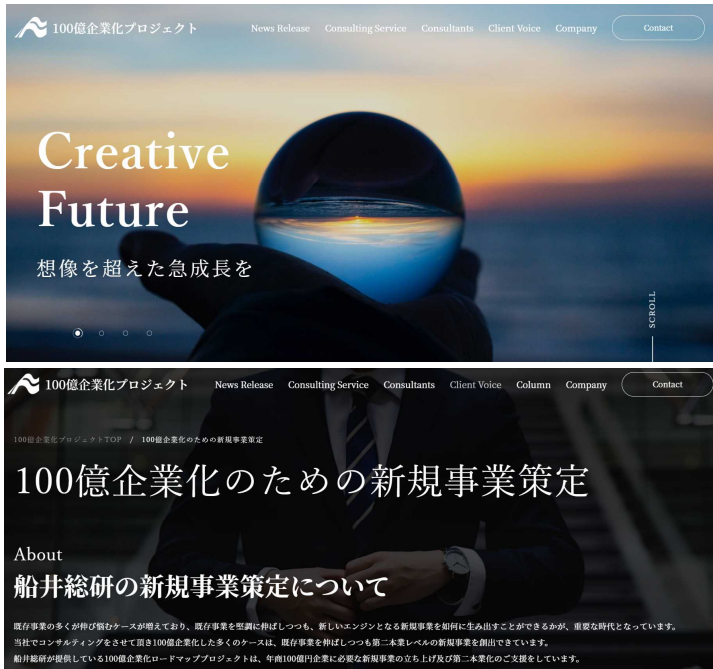 100億企業化プロジェクト
News Release Consulting Service Consultants Client Voice Company Contact
Creative
Future
想像を超えた急成長を
SCROLL
100億企業化プロジェクト
News Release Consulting Service Consultants Client Voice Column Company Contact
100億企業化プロジェクトTOP / 100億企業化のための新規事業策定
100億企業化のための新規事業策定
About
船井総研の新規事業策定について
既存事業の多くが伸び悩むケースが増えており、既存事業を堅調に伸ばしつつも、新しいエンジンとなる新規事業を如何に生み出すことができるかが、重要な時代となっています。
当社でコンサルティングをさせて頂き100億企業化した多くのケースは、既存事業を伸ばしつつも第二本業レベルの新規事業を創出できています。
船井総研が提供している100億企業化ロードマッププロジェクトは、年商100億円企業に必要な新規事業の立ち上げ及び第二本業化のご支援をしています。